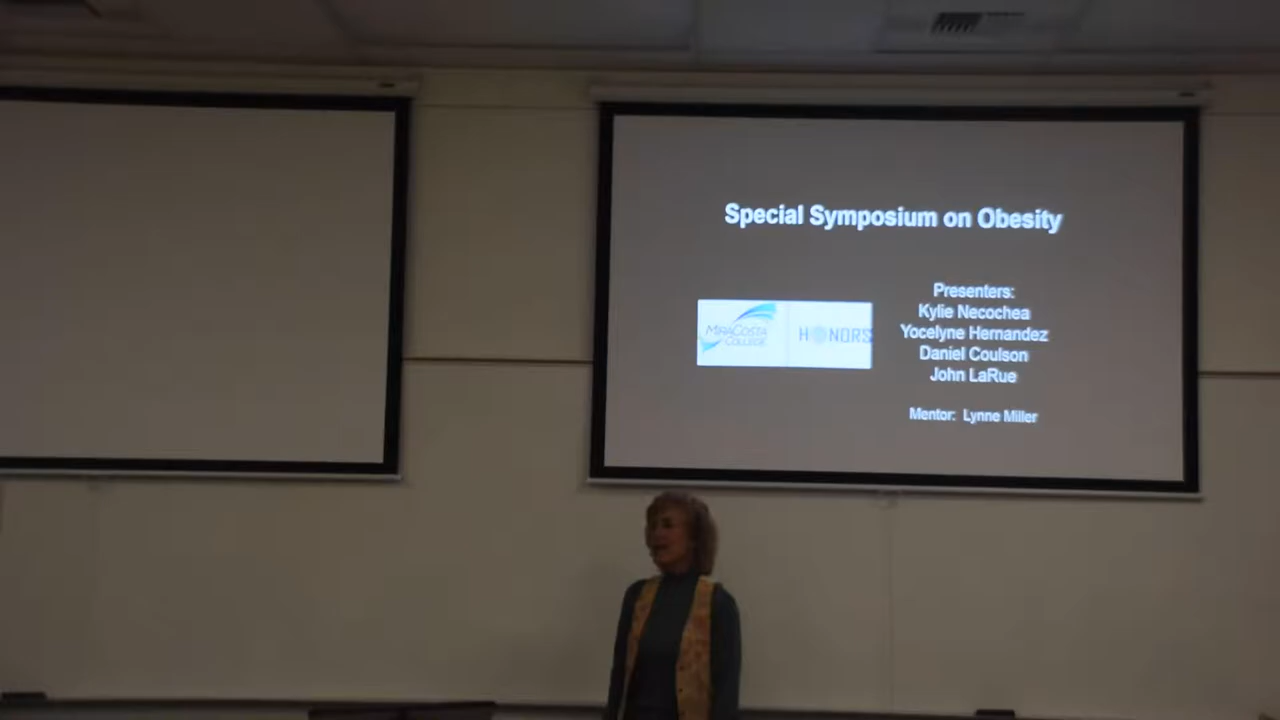 Special Symposium on Obesity
MIRACOSTA
COLLEGE
HONORS
Presenters:
Kylie Necochea
Yocelyne Hernandez
Daniel Coulson
John LaRue
Mentor: Lynne Miller